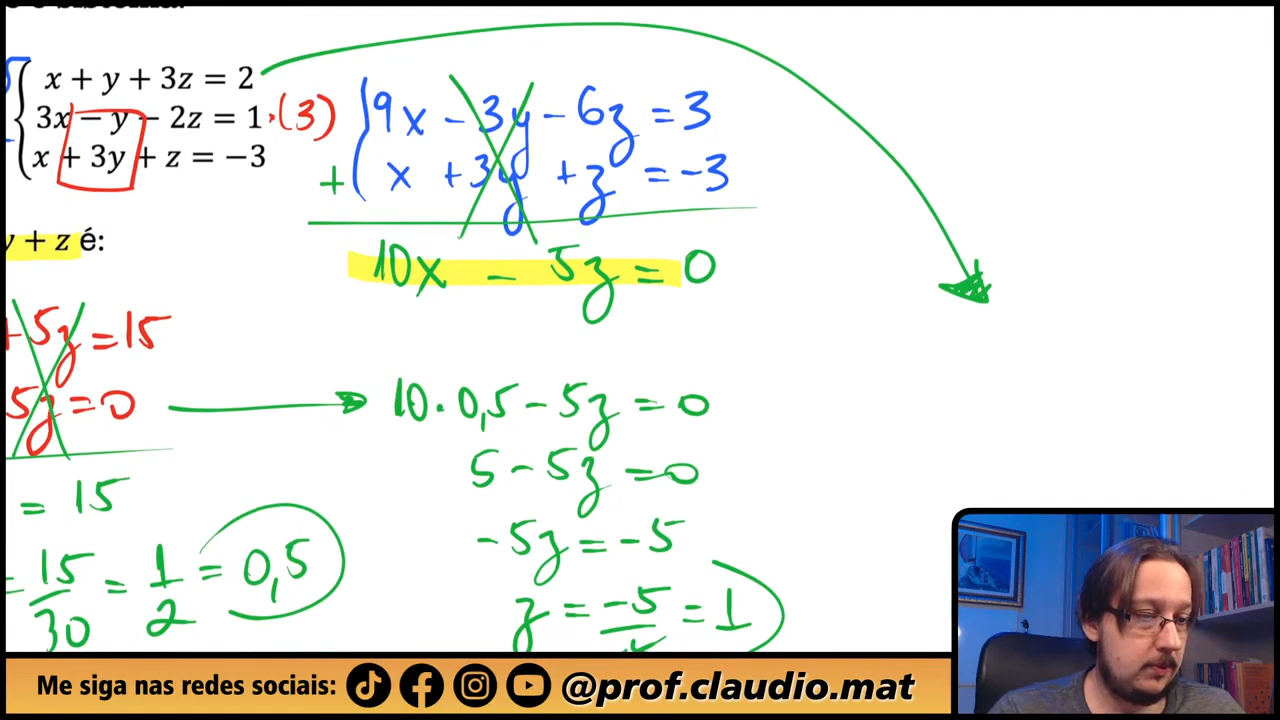 x + y + 3z = 2
3x − y − 2z = 1 ·(3)
x + 3y + z = −3
y + z é:
9x − 3y − 6z = 3
+ x + 3y + z = −3
10x − 5z = 0
+ 5z = 15
5z = 0
= 15
15/30 = 1/2 = 0,5
10 · 0,5 − 5z = 0
5 − 5z = 0
−5z = −5
z = −5/ = 1
Me siga nas redes sociais: @prof.claudio.mat